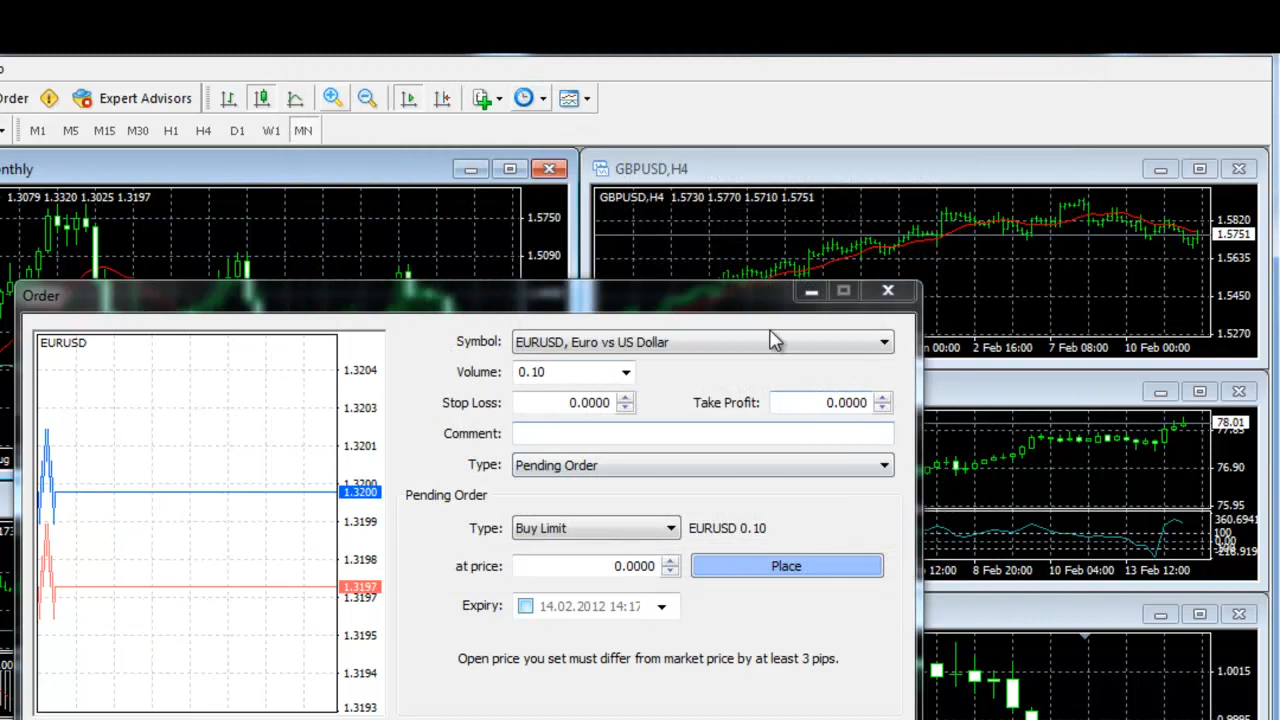 Order
Expert Advisors
M1 M5 M15 M30 H1 H4 D1 W1 MN
nthly
GBPUSD,H4
1.3079 1.3320 1.3025 1.3197
1.5750
1.5090
GBPUSD,H4 1.5730 1.5770 1.5710 1.5751
1.5820
1.5751
1.5635
1.5450
1.5270
00:00 2 Feb 16:00 7 Feb 08:00 10 Feb 00:00
Order
EURUSD
1.3204
1.3203
1.3201
1.3200
1.3200
1.3199
1.3198
1.3197
1.3197
1.3195
1.3194
1.3193
Symbol: EURUSD, Euro vs US Dollar
Volume: 0.10
Stop Loss: 0.0000 Take Profit: 0.0000
Comment:
Type: Pending Order
Pending Order
Type: Buy Limit EURUSD 0.10
at price: 0.0000 Place
Expiry: 14.02.2012 14:17
Open price you set must differ from market price by at least 3 pips.
78.01
76.90
75.95
360.6941
100
0.00
12:00 8 Feb 20:00 10 Feb 04:00 13 Feb 12:00
1.0015